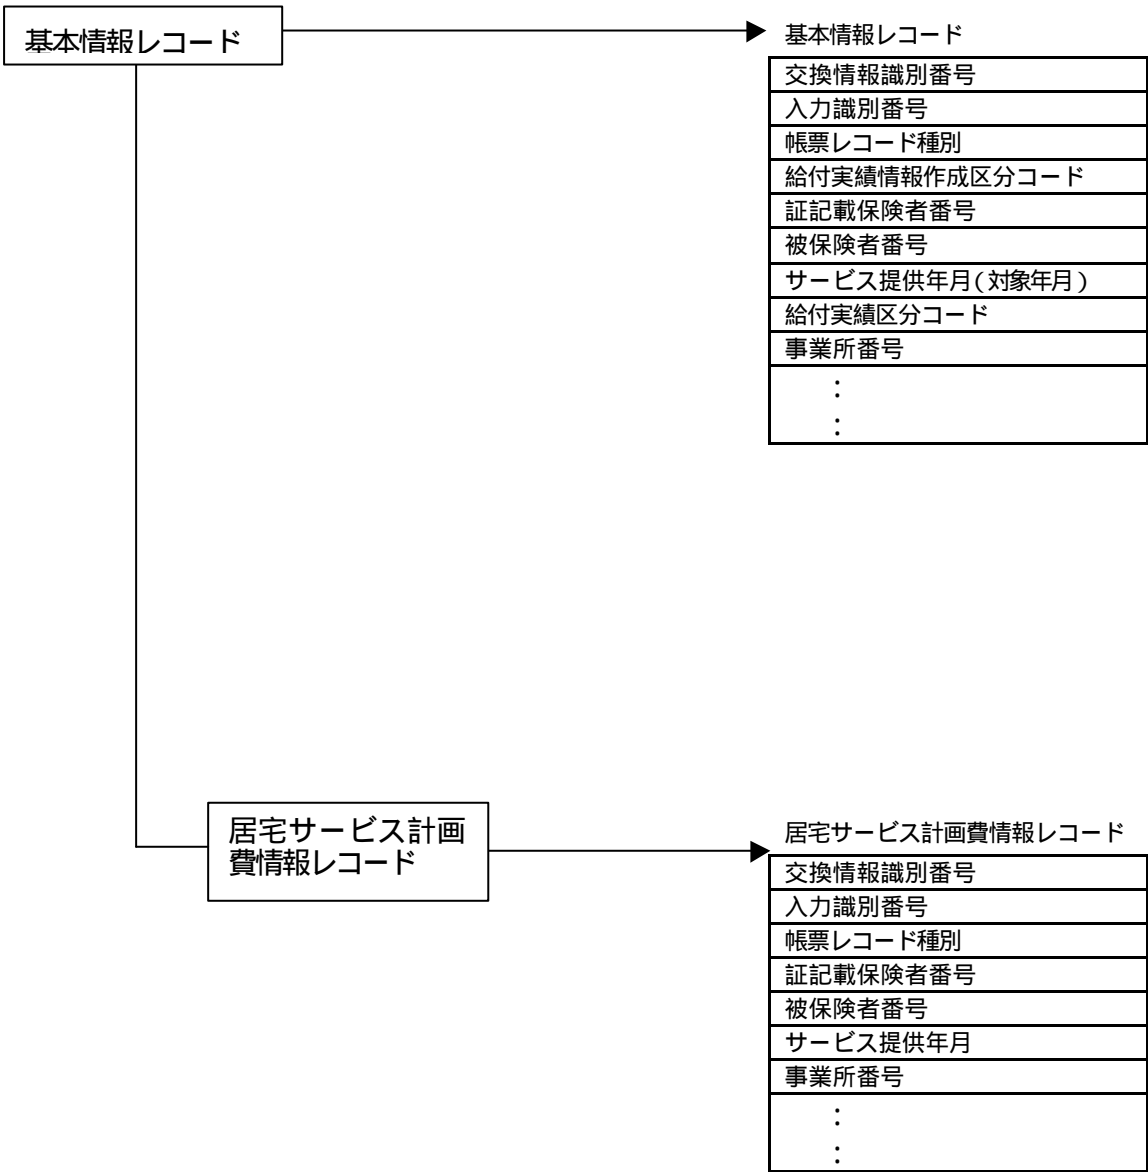 基本情報レコード
基本情報レコード
交換情報識別番号
入力識別番号
帳票レコード種別
給付実績情報作成区分コード
証記載保険者番号
被保険者番号
サービス提供年月(対象年月)
給付実績区分コード
事業所番号
:
:
居宅サービス計画
費情報レコード
居宅サービス計画費情報レコード
交換情報識別番号
入力識別番号
帳票レコード種別
証記載保険者番号
被保険者番号
サービス提供年月
事業所番号
:
: